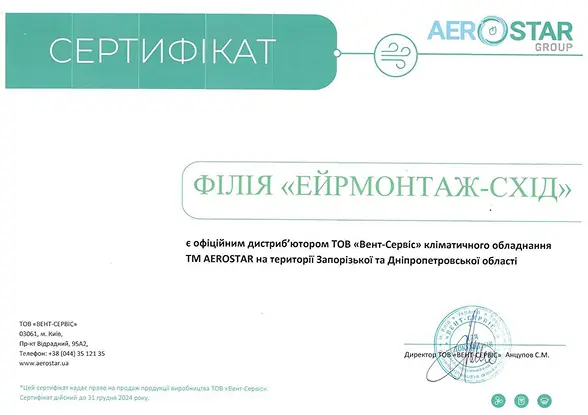 СЕРТИФІКАТ
AEROSTAR
GROUP
ФІЛІЯ «ЕЙРМОНТАЖ-СХІД»
є офіційним дистриб'ютором ТОВ «Вент-Сервіс» кліматичного обладнання
ТМ AEROSTAR на території Запорізької та Дніпропетровської області
ТОВ «ВЕНТ-СЕРВІС»
03061, м. Київ,
Пр-кт Відрадний, 95А2,
Телефон: +38 (044) 35 121 35
www.aerostar.ua
Директор ТОВ «ВЕНТ-СЕРВІС» Анцупов С.М.
*Цей сертифікат надає право на продаж продукції виробництва ТОВ «Вент-Сервіс».
Сертифікат дійсний до 31 грудня 2024 року.